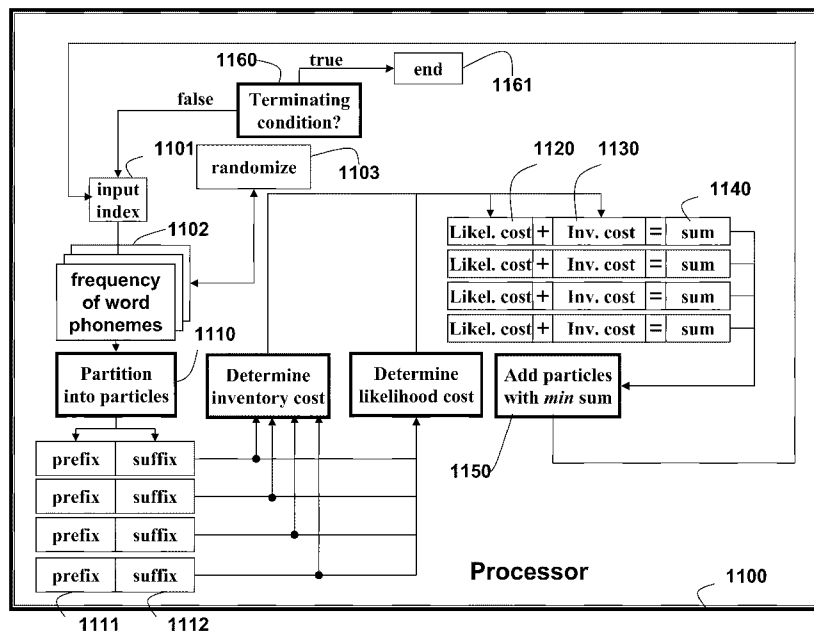 1160
true
end
1161
false
Terminating
condition?
1101
randomize
1103
input
index
1102
frequency
of word
phonemes
1120
1130
1140
Likel. cost + Inv. cost = sum
Likel. cost + Inv. cost = sum
Likel. cost + Inv. cost = sum
Likel. cost + Inv. cost = sum
1110
Partition
into particles
Determine
inventory cost
Determine
likelihood cost
Add particles
with min sum
1150
prefix suffix
prefix suffix
prefix suffix
prefix suffix
1111
1112
Processor
1100